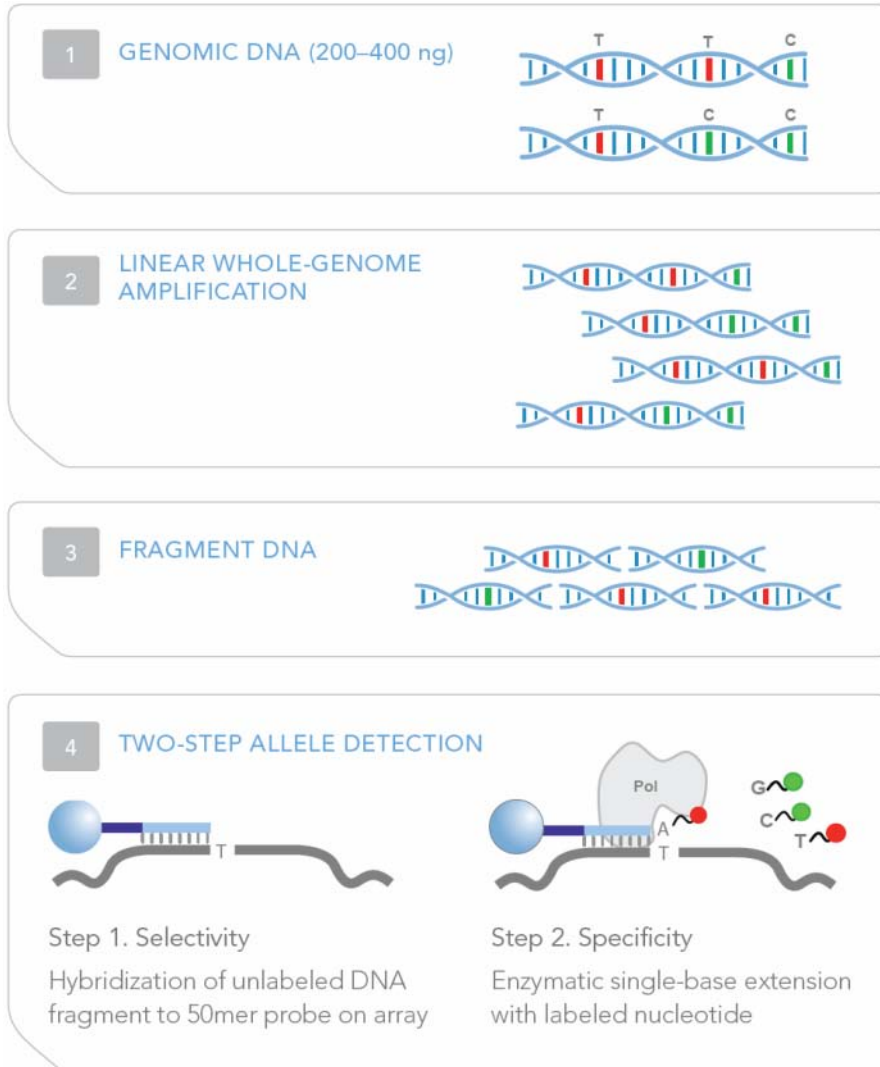 1
GENOMIC DNA (200–400 ng)
T T C
T C C
2
LINEAR WHOLE-GENOME
AMPLIFICATION
3
FRAGMENT DNA
4
TWO-STEP ALLELE DETECTION
T
Step 1. Selectivity
Hybridization of unlabeled DNA
fragment to 50mer probe on array
Pol
A
T
G
C
T
Step 2. Specificity
Enzymatic single-base extension
with labeled nucleotide